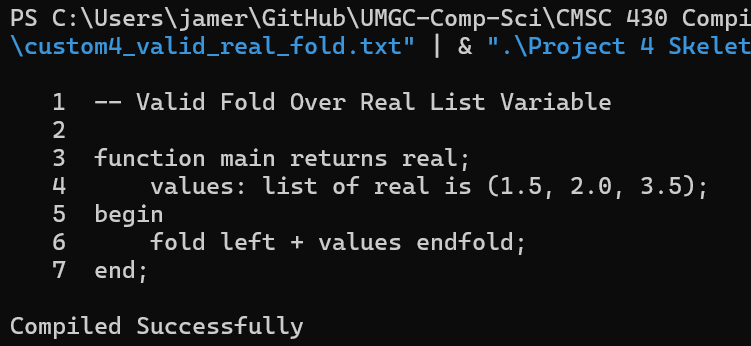 PS C:\Users\jamer\GitHub\UMGC-Comp-Sci\CMSC 430 Compi
\custom4_valid_real_fold.txt" | & ".\Project 4 Skelet
1 -- Valid Fold Over Real List Variable
2
3 function main returns real;
4     values: list of real is (1.5, 2.0, 3.5);
5 begin
6     fold left + values endfold;
7 end;
Compiled Successfully